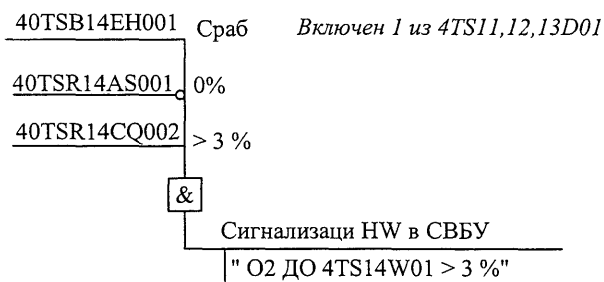 40TSB14EH001 Сраб Включен 1 из 4TS11,12,13D01
40TSR14AS001 0%
40TSR14CQ002 > 3 %
&
Сигнализаци HW в СВБУ
" О2 ДО 4TS14W01 > 3 %"